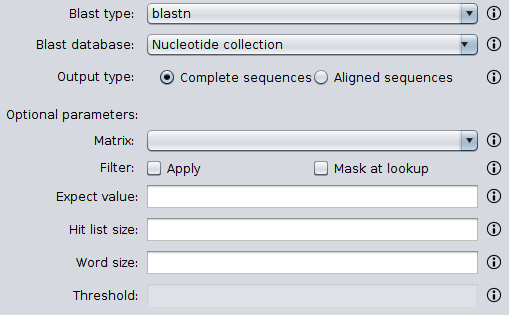 Blast type: blastn
Blast database: Nucleotide collection
Output type: Complete sequences Aligned sequences
Optional parameters:
Matrix:
Filter: Apply Mask at lookup
Expect value:
Hit list size:
Word size:
Threshold: